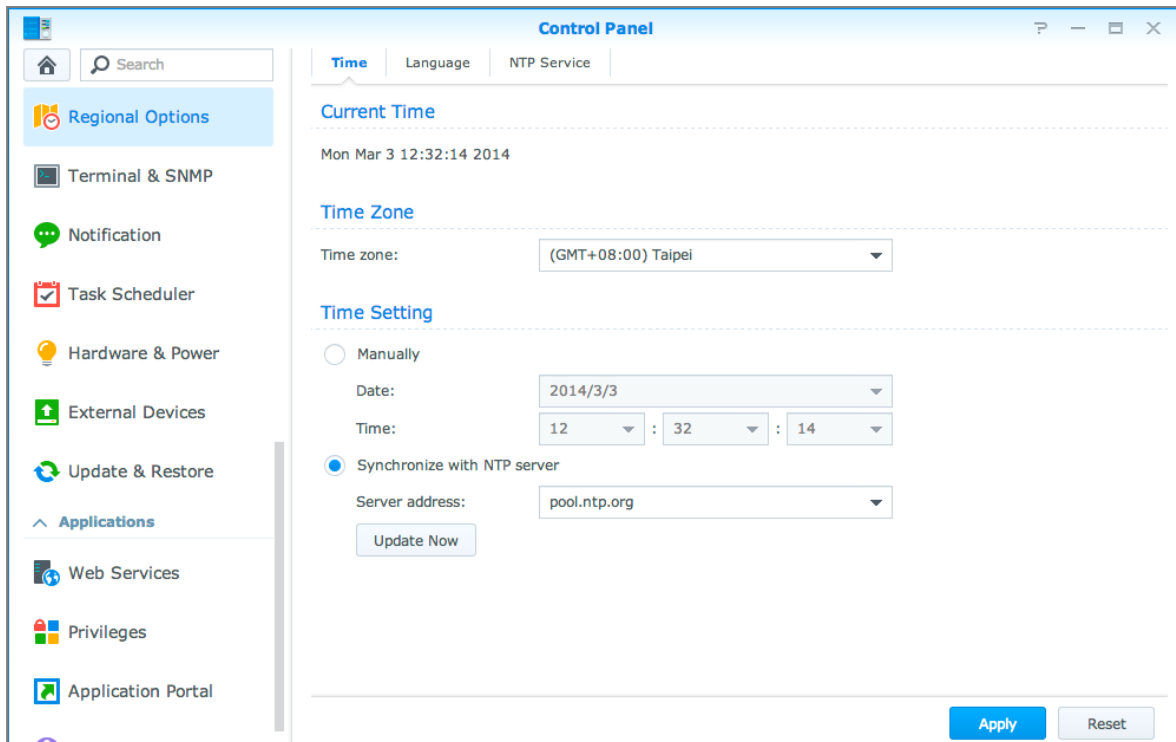 Control Panel
Search
Regional Options
Terminal & SNMP
Notification
Task Scheduler
Hardware & Power
External Devices
Update & Restore
Applications
Web Services
Privileges
Application Portal
Time Language NTP Service
Current Time
Mon Mar 3 12:32:14 2014
Time Zone
Time zone: (GMT+08:00) Taipei
Time Setting
Manually
Date: 2014/3/3
Time: 12 : 32 : 14
Synchronize with NTP server
Server address: pool.ntp.org
Update Now
Apply Reset